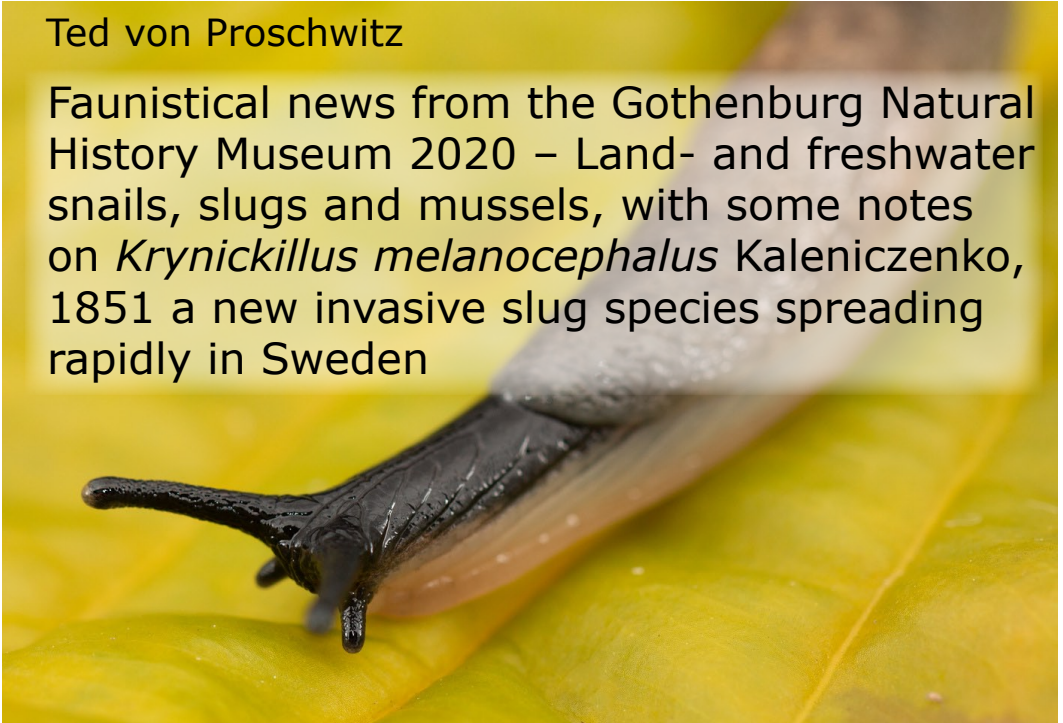 Ted von Proschwitz
Faunistical news from the Gothenburg Natural
History Museum 2020 – Land- and freshwater
snails, slugs and mussels, with some notes
on Krynickillus melanocephalus Kaleniczenko,
1851 a new invasive slug species spreading
rapidly in Sweden